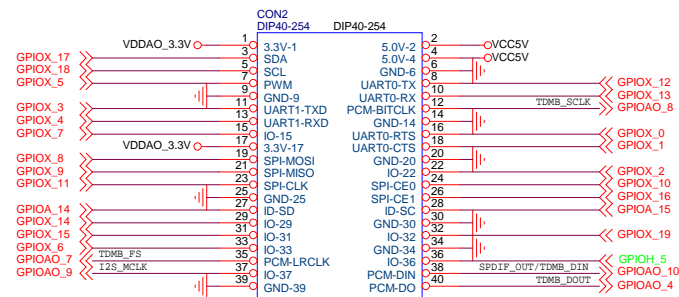 CON2
DIP40-254 DIP40-254
VDDAO_3.3V 1 3.3V-1 5.0V-2 2 VCC5V
GPIOX_17 3 SDA 5.0V-4 4 VCC5V
GPIOX_18 5 SCL GND-6 6
GPIOX_5 7 PWM UART0-TX 8 GPIOX_12
9 GND-9 UART0-RX 10 GPIOX_13
GPIOX_3 11 UART1-TXD PCM-BITCLK 12 TDMB_SCLK GPIOAO_8
GPIOX_4 13 UART1-RXD GND-14 14
GPIOX_7 15 IO-15 UART0-RTS 16 GPIOX_0
VDDAO_3.3V 17 3.3V-17 UART0-CTS 18 GPIOX_1
GPIOX_8 19 SPI-MOSI GND-20 20
GPIOX_9 21 SPI-MISO IO-22 22 GPIOX_2
GPIOX_11 23 SPI-CLK SPI-CE0 24 GPIOX_10
25 GND-25 SPI-CE1 26 GPIOX_16
GPIOA_14 27 ID-SD ID-SC 28 GPIOA_15
GPIOX_14 29 IO-29 GND-30 30
GPIOX_15 31 IO-31 IO-32 32 GPIOX_19
GPIOX_6 33 IO-33 GND-34 34
GPIOAO_7 TDMB_FS 35 PCM-LRCLK IO-36 36 GPIOH_5
GPIOAO_9 I2S_MCLK 37 IO-37 PCM-DIN 38 SPDIF_OUT/TDMB_DIN GPIOAO_10
39 GND-39 PCM-DO 40 TDMB_DOUT GPIOAO_4